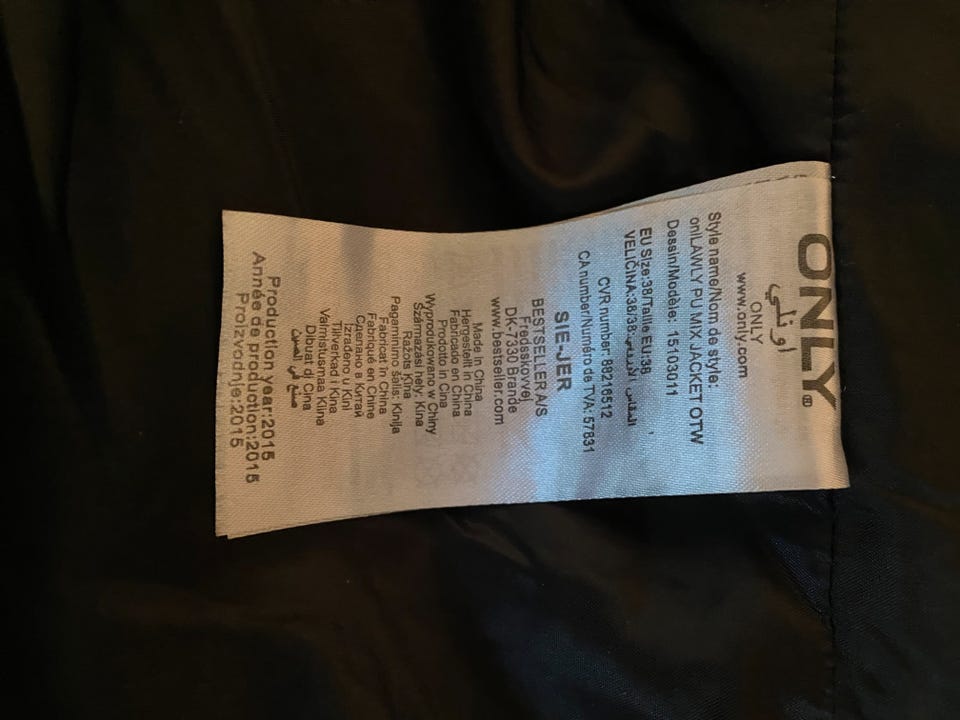 ONLY®
اونلي
ONLY
www.only.com
Style name/Nom de style:
onlLAWLY PU MIX JACKET OTW
Dessin/Modèle: 15103011
EU Size:38/Taille EU:38
VELIČINA:38/38:المقاس الأوروبي
CVR number: 88216512
CA number/Numéro de TVA: 57831
SIE-JER
BESTSELLER A/S
Fredskovvej
DK-7330 Brande
www.bestseller.com
Made in China
Hergestellt in China
Fabricado en China
Prodotto in Cina
Wyprodukowano w Chiny
Származási hely: Kína
Ražots Ķīna
Pagaminimo šalis: Kinija
Fabricat în China
Fabriqué en Chine
Сделано в Китай
Izrađeno u Kini
Tillverkad i Kina
Valmistusmaa Kiina
Dibuat di Cina
صنع في الصين
Production year:2015
Année de production:2015
Proizvodnje:2015